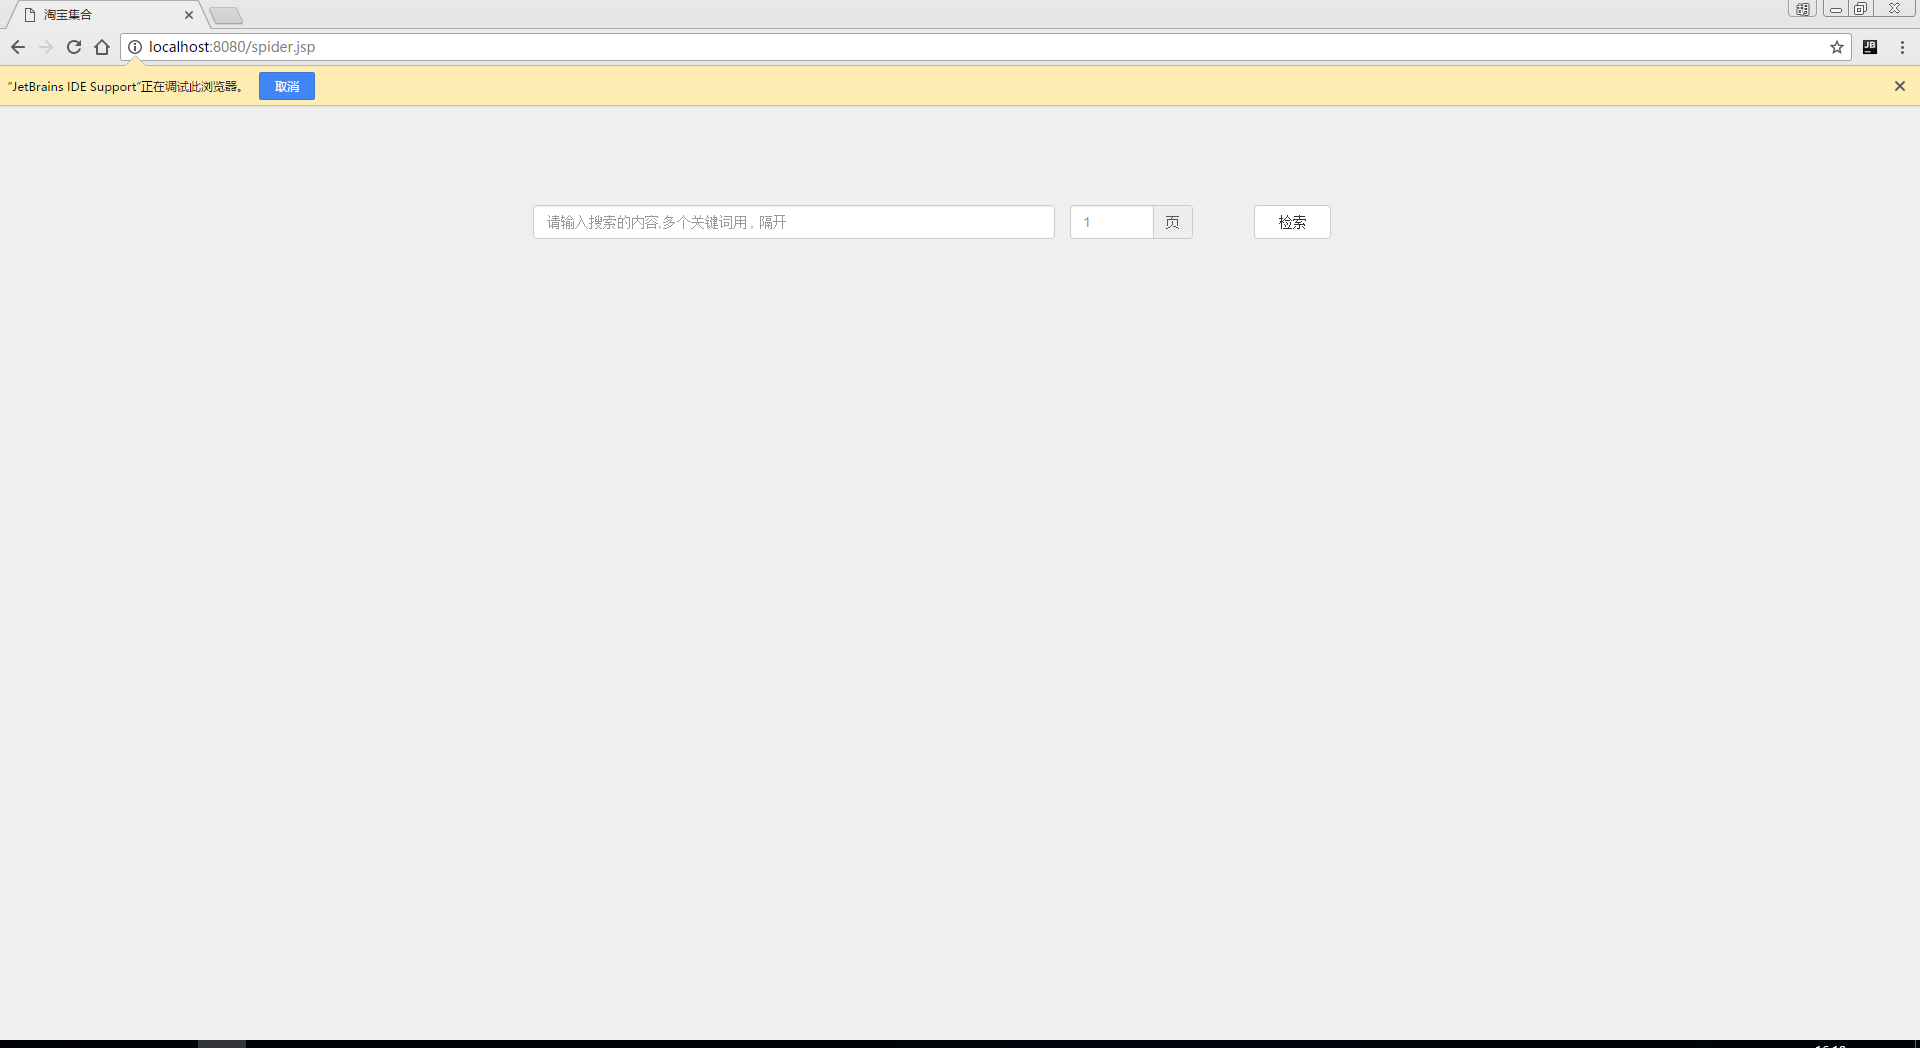 淘宝集合
胡
localhost:8080/spider.jsp
JB
"JetBrains IDE Support"正在调试此浏览器。 取消
请输入搜索的内容,多个关键词用 , 隔开 1 页 检索